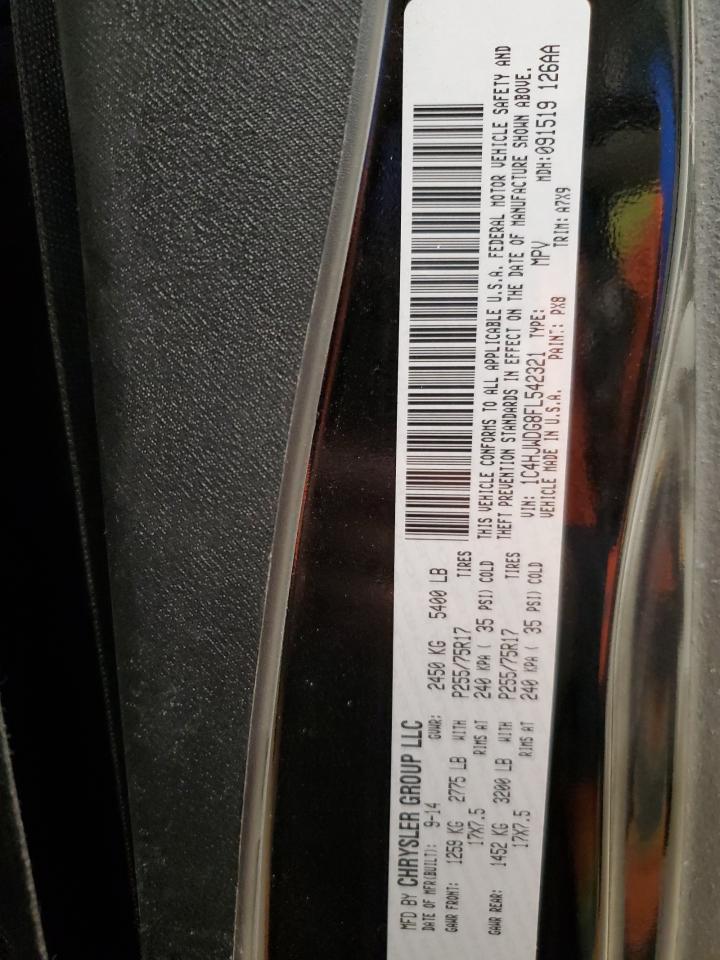 MFD BY CHRYSLER GROUP LLC
DATE OF MFR(BUILT): 9-14 GVWR: 2450 KG 5400 LB
GAWR FRONT: 1259 KG 2775 LB WITH P255/75R17 TIRES
17X7.5 RIMS AT 240 KPA ( 35 PSI) COLD
GAWR REAR: 1452 KG 3200 LB WITH P255/75R17 TIRES
17X7.5 RIMS AT 240 KPA ( 35 PSI) COLD
THIS VEHICLE CONFORMS TO ALL APPLICABLE U.S.A. FEDERAL MOTOR VEHICLE SAFETY AND
THEFT PREVENTION STANDARDS IN EFFECT ON THE DATE OF MANUFACTURE SHOWN ABOVE.
VIN: 1C4HJWDG8FL542321 TYPE: MPV MDH:091519 126AA
VEHICLE MADE IN U.S.A. PAINT: PX8 TRIM: A7X9